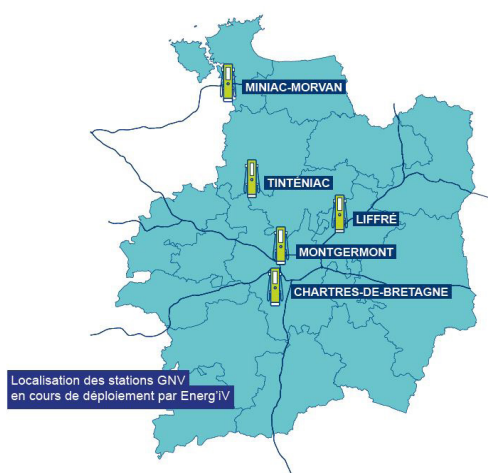 MINIAC-MORVAN
TINTÉNIAC
LIFFRÉ
MONTGERMONT
CHARTRES-DE-BRETAGNE
Localisation des stations GNV
en cours de déploiement par Energ'iV